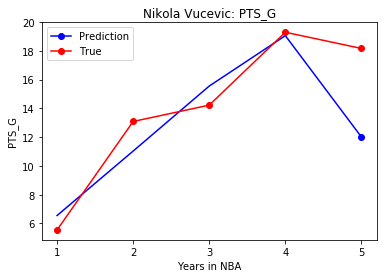 Nikola Vucevic: PTS_G
Prediction
True
20
18
16
14
12
10
8
6
PTS_G
1 2 3 4 5
Years in NBA